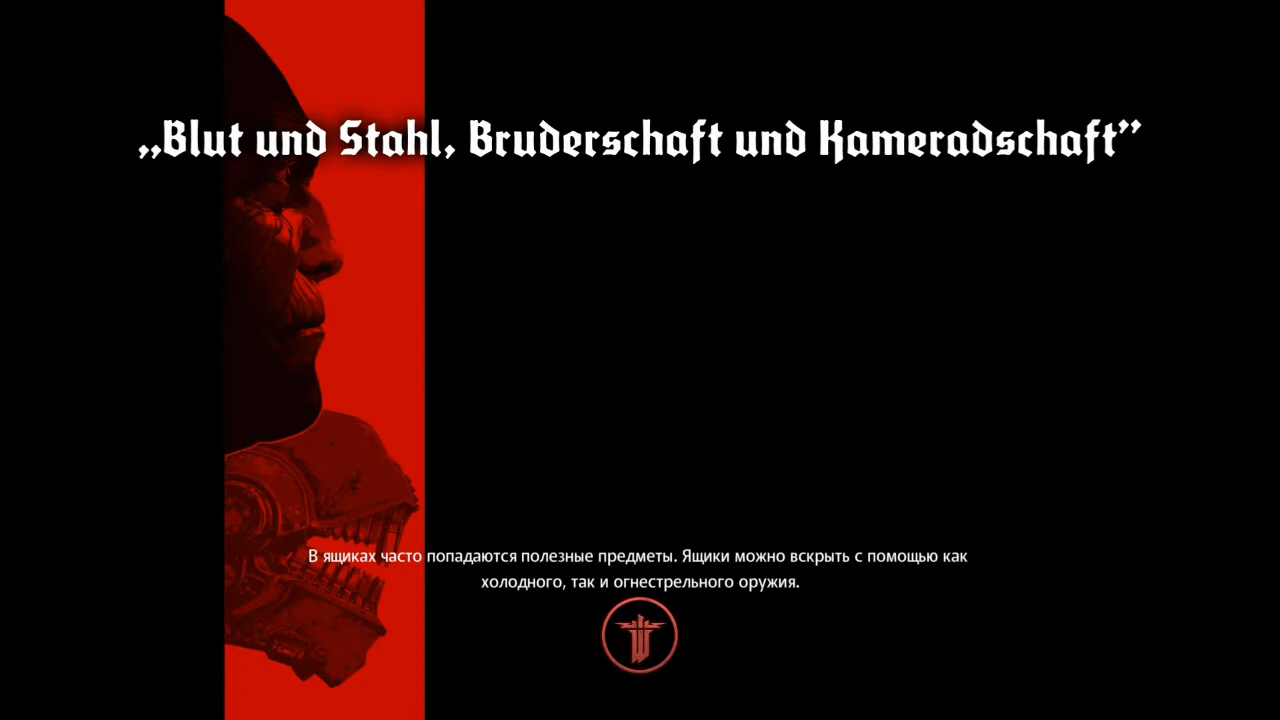 „Blut und Stahl, Bruderschaft und Kameradschaft”
В ящиках часто попадаются полезные предметы. Ящики можно вскрыть с помощью как
холодного, так и огнестрельного оружия.